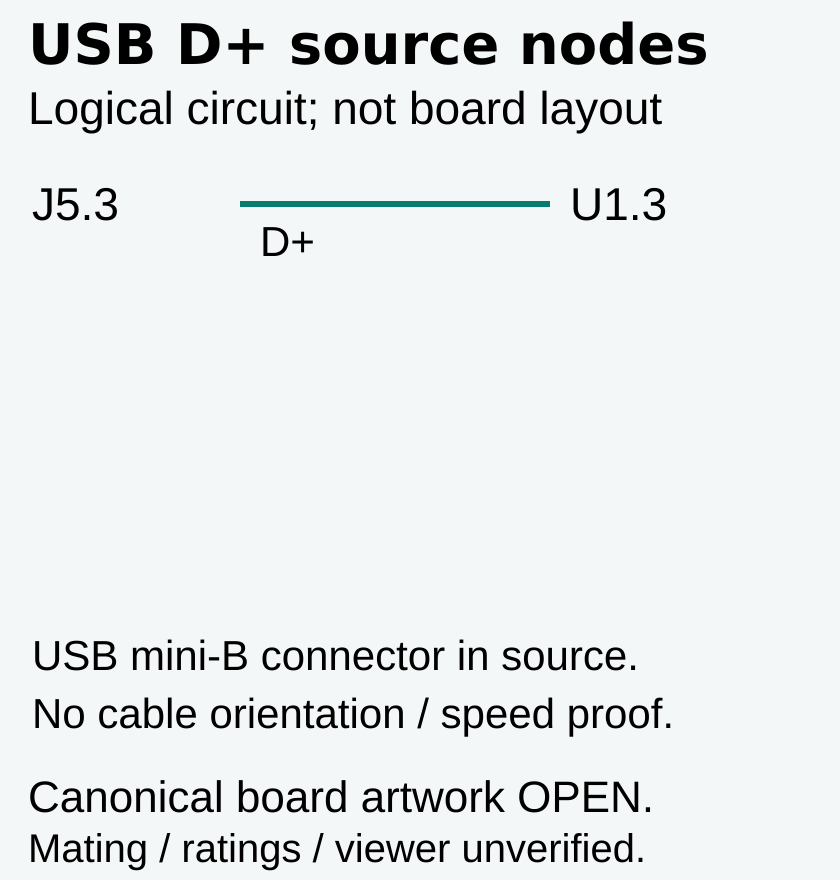 USB D+ source nodes
Logical circuit; not board layout
J5.3 U1.3
D+
USB mini-B connector in source.
No cable orientation / speed proof.
Canonical board artwork OPEN.
Mating / ratings / viewer unverified.